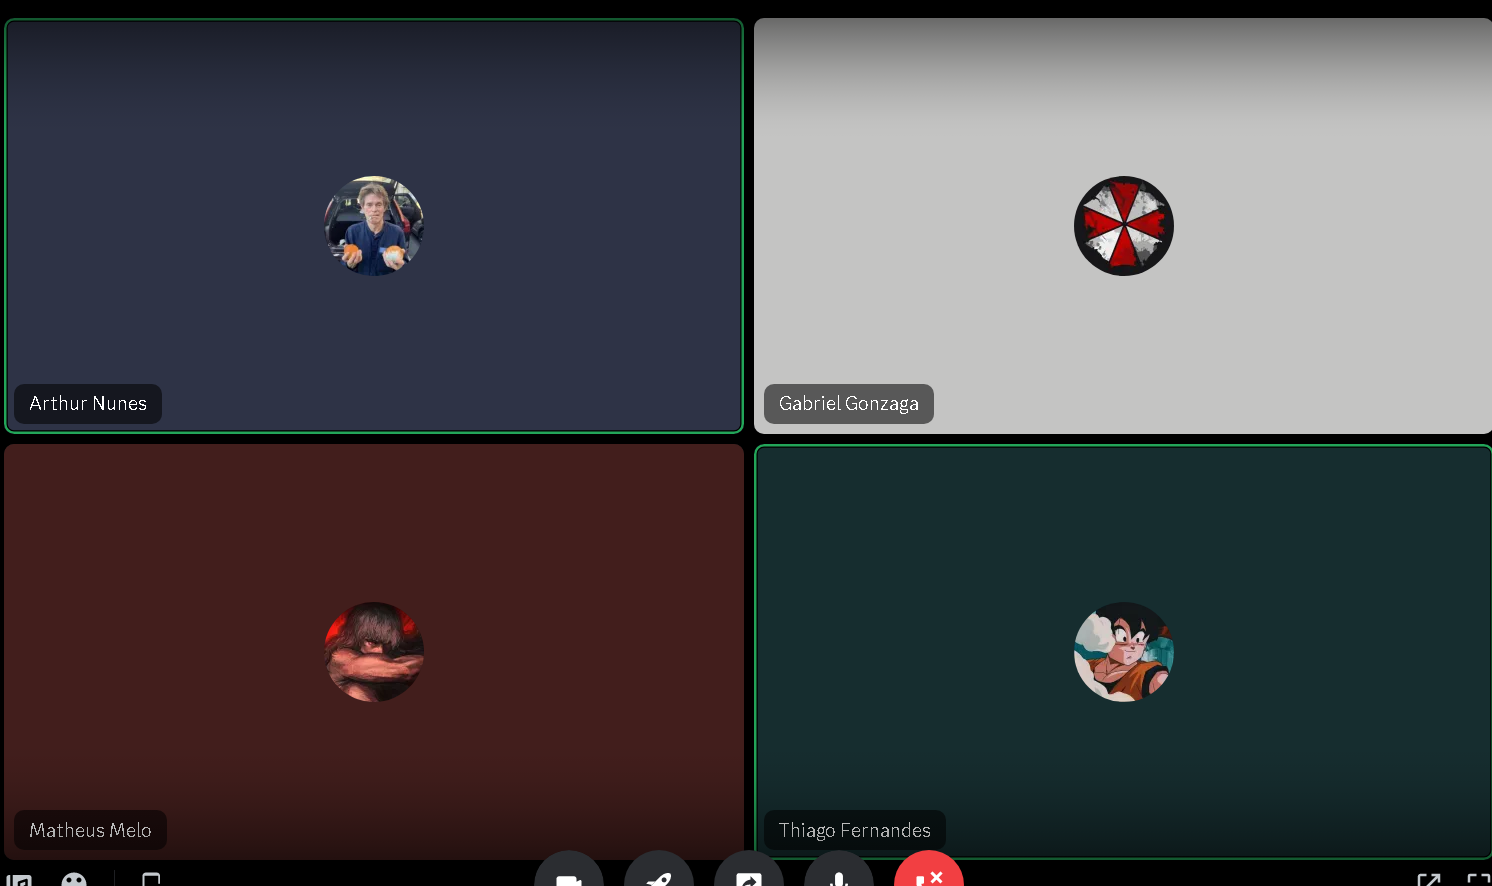 Arthur Nunes
Gabriel Gonzaga
Matheus Melo
Thiago Fernandes